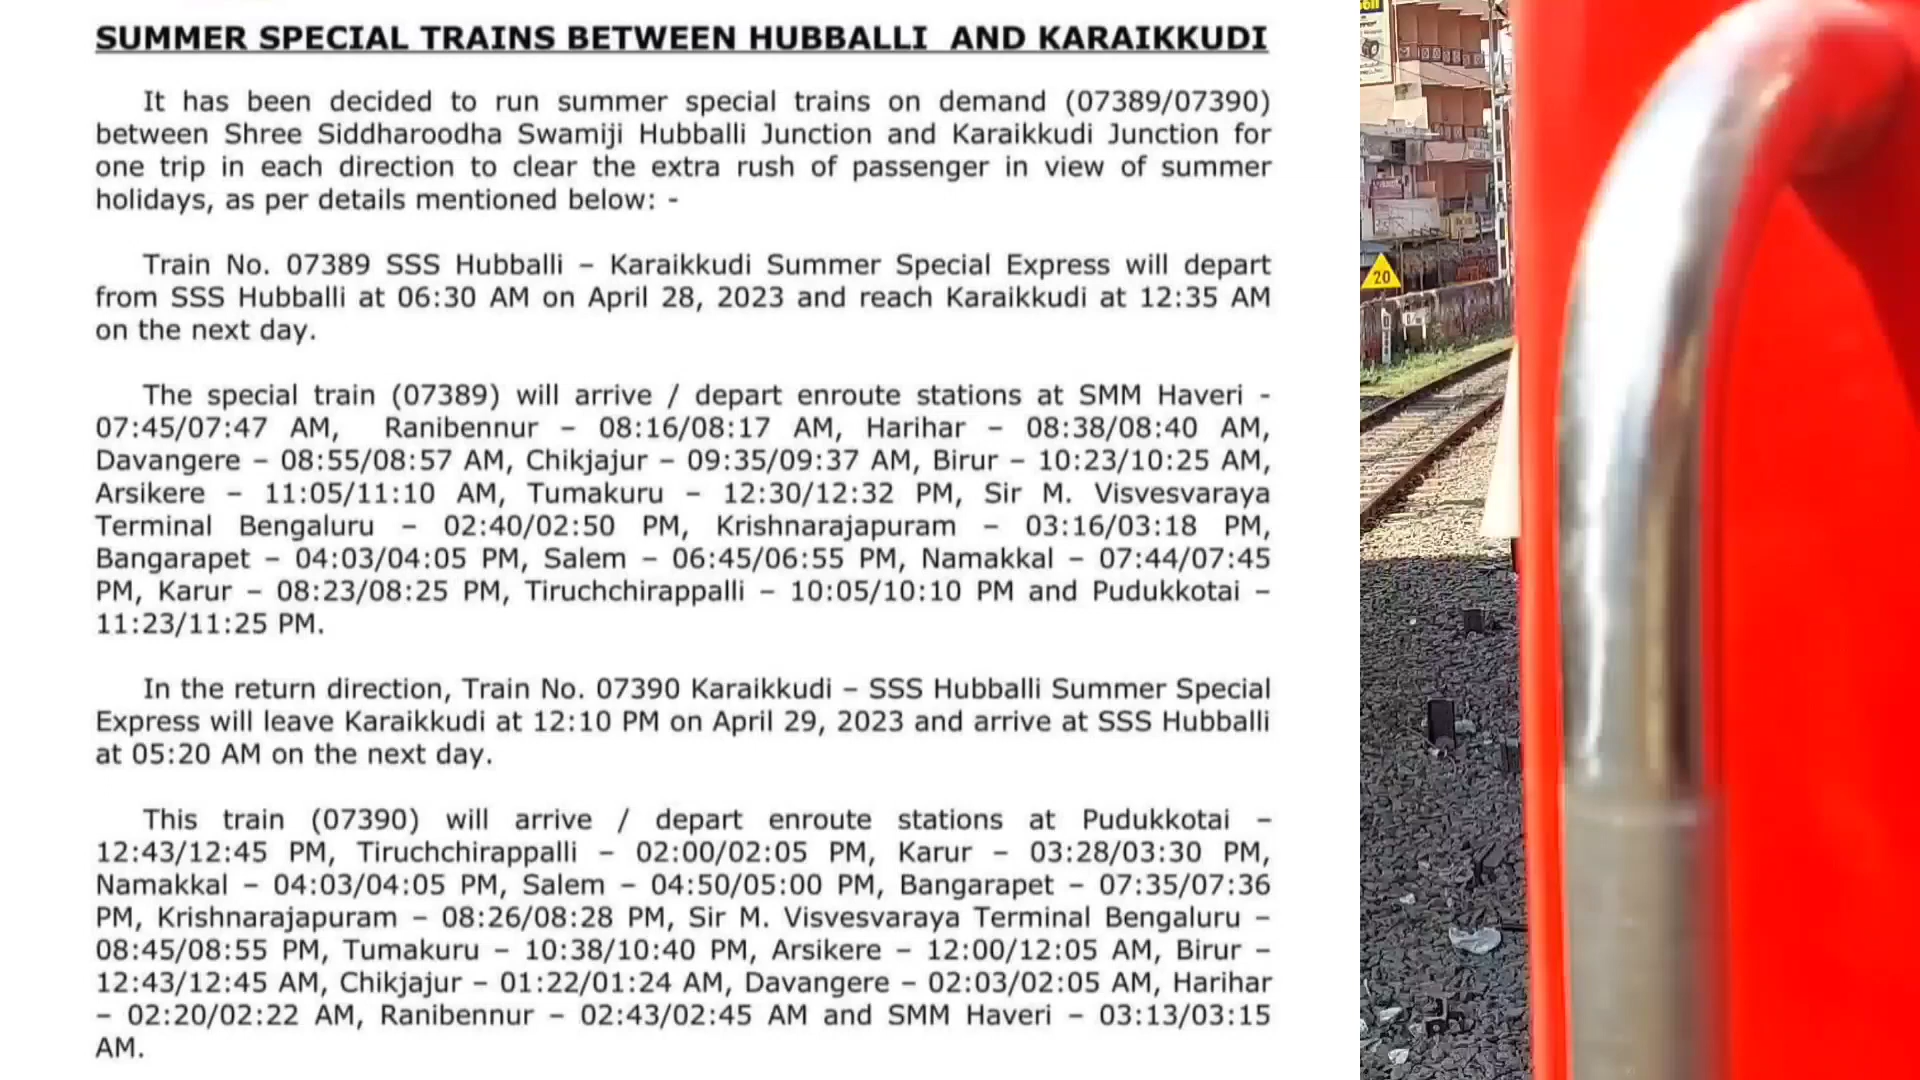 SUMMER SPECIAL TRAINS BETWEEN HUBBALLI AND KARAIKKUDI
It has been decided to run summer special trains on demand (07389/07390)
between Shree Siddharoodha Swamiji Hubballi Junction and Karaikkudi Junction for
one trip in each direction to clear the extra rush of passenger in view of summer
holidays, as per details mentioned below: -
Train No. 07389 SSS Hubballi – Karaikkudi Summer Special Express will depart
from SSS Hubballi at 06:30 AM on April 28, 2023 and reach Karaikkudi at 12:35 AM
on the next day.
The special train (07389) will arrive / depart enroute stations at SMM Haveri -
07:45/07:47 AM, Ranibennur – 08:16/08:17 AM, Harihar – 08:38/08:40 AM,
Davangere – 08:55/08:57 AM, Chikjajur – 09:35/09:37 AM, Birur – 10:23/10:25 AM,
Arsikere – 11:05/11:10 AM, Tumakuru – 12:30/12:32 PM, Sir M. Visvesvaraya
Terminal Bengaluru – 02:40/02:50 PM, Krishnarajapuram – 03:16/03:18 PM,
Bangarapet – 04:03/04:05 PM, Salem – 06:45/06:55 PM, Namakkal – 07:44/07:45
PM, Karur – 08:23/08:25 PM, Tiruchchirappalli – 10:05/10:10 PM and Pudukkotai –
11:23/11:25 PM.
In the return direction, Train No. 07390 Karaikkudi – SSS Hubballi Summer Special
Express will leave Karaikkudi at 12:10 PM on April 29, 2023 and arrive at SSS Hubballi
at 05:20 AM on the next day.
This train (07390) will arrive / depart enroute stations at Pudukkotai –
12:43/12:45 PM, Tiruchchirappalli – 02:00/02:05 PM, Karur – 03:28/03:30 PM,
Namakkal – 04:03/04:05 PM, Salem – 04:50/05:00 PM, Bangarapet – 07:35/07:36
PM, Krishnarajapuram – 08:26/08:28 PM, Sir M. Visvesvaraya Terminal Bengaluru –
08:45/08:55 PM, Tumakuru – 10:38/10:40 PM, Arsikere – 12:00/12:05 AM, Birur –
12:43/12:45 AM, Chikjajur – 01:22/01:24 AM, Davangere – 02:03/02:05 AM, Harihar
– 02:20/02:22 AM, Ranibennur – 02:43/02:45 AM and SMM Haveri – 03:13/03:15
AM.
20